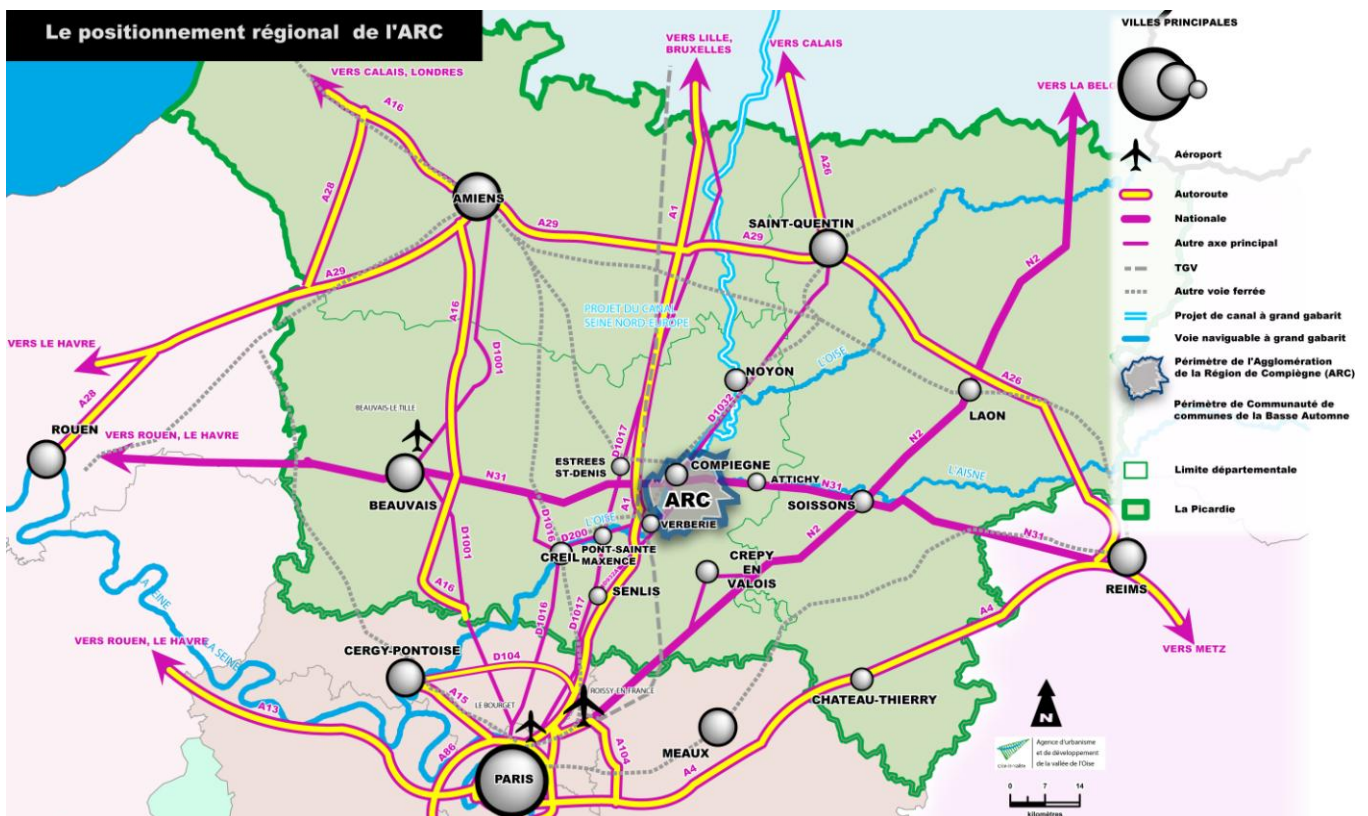 Le positionnement régional de l'ARC
VERS LILLE,
BRUXELLES
VERS CALAIS
VERS CALAIS, LONDRES
VERS LA BELG
A16
A28
A1
A26
AMIENS
SAINT-QUENTIN
A29
A29
A29
N2
A16
PROJET DU CANAL
SEINE NORD EUROPE
VERS LE HAVRE
D1001
L'OISE
NOYON
A26
A28
LAON
D1032
BEAUVAIS-LE TILLE
ROUEN
VERS ROUEN, LE HAVRE
D1017
N2
ESTREES
ST-DENIS
COMPIEGNE
L'AISNE
BEAUVAIS
N31
ATTICHY
N31
ARC
SOISSONS
A1
L'OISE
VERBERIE
D1016
D200
N2
N31
D1001
CREIL
PONT-SAINTE
MAXENCE
CREPY
EN
VALOIS
REIMS
A16
SENLIS
LA SEINE
D1016
D1017
A4
VERS ROUEN, LE HAVRE
LA SEINE
VERS METZ
CERGY-PONTOISE
D104
ROISSY-EN-FRANCE
CHATEAU-THIERRY
A15
LE BOURGET
A13
MEAUX
A86
A104
A4
PARIS
VILLES PRINCIPALES
Aéroport
Autoroute
Nationale
Autre axe principal
TGV
Autre voie ferrée
Projet de canal à grand gabarit
Voie naviguable à grand gabarit
Périmètre de l'Agglomération
de la Région de Compiègne (ARC)
Périmètre de Communauté de
communes de la Basse Automne
Limite départementale
La Picardie
N
Agence d'urbanisme
et de développement
de la vallée de l'Oise
0 7 14
kilomètres